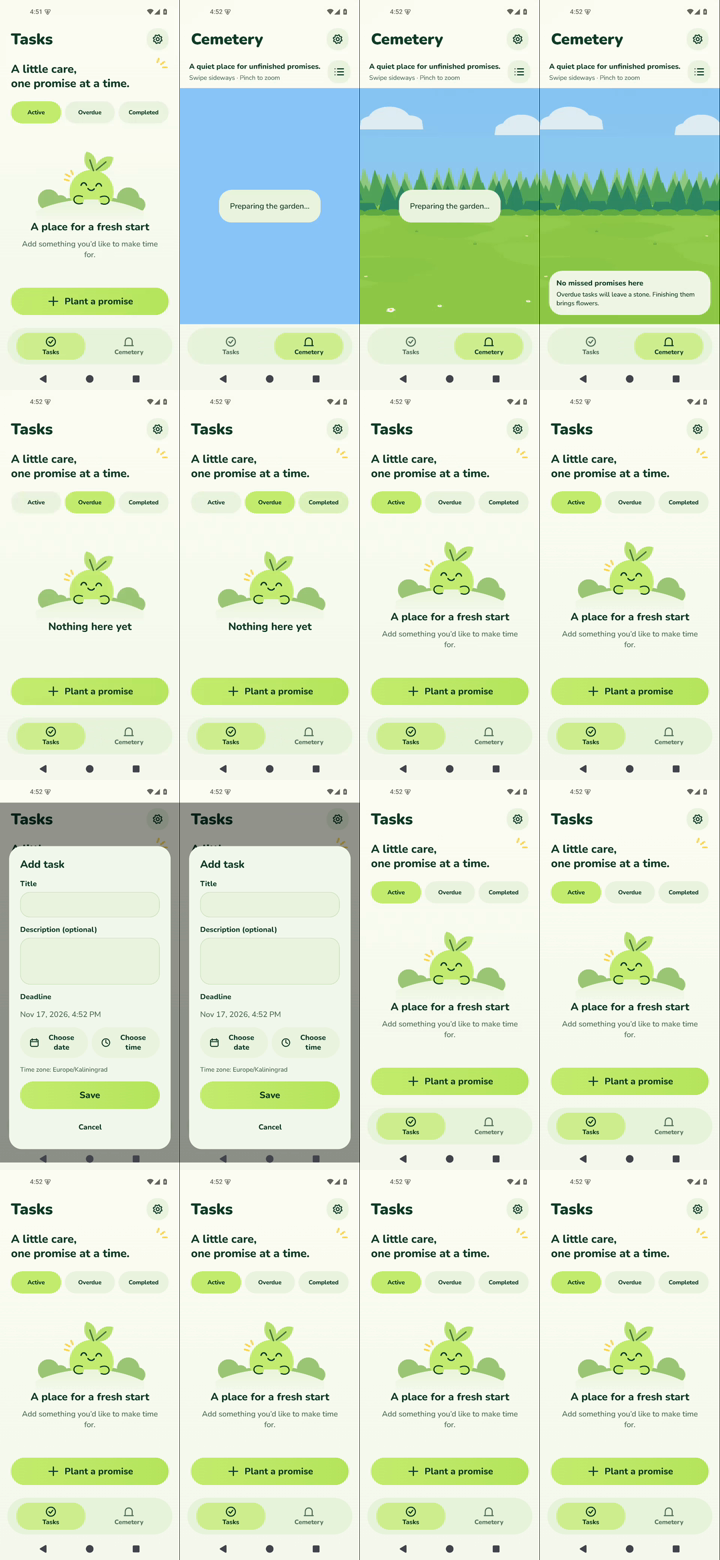 4:51
Tasks
A little care,
one promise at a time.
Active
Overdue
Completed
A place for a fresh start
Add something you'd like to make time
for.
Plant a promise
Tasks
Cemetery
4:52
Cemetery
A quiet place for unfinished promises.
Swipe sideways · Pinch to zoom
Preparing the garden...
Tasks
Cemetery
4:52
Cemetery
A quiet place for unfinished promises.
Swipe sideways · Pinch to zoom
Preparing the garden...
Tasks
Cemetery
4:52
Cemetery
A quiet place for unfinished promises.
Swipe sideways · Pinch to zoom
No missed promises here
Overdue tasks will leave a stone. Finishing them
brings flowers.
Tasks
Cemetery
4:52
Tasks
A little care,
one promise at a time.
Active
Overdue
Completed
Nothing here yet
Plant a promise
Tasks
Cemetery
4:52
Tasks
A little care,
one promise at a time.
Active
Overdue
Completed
Nothing here yet
Plant a promise
Tasks
Cemetery
4:52
Tasks
A little care,
one promise at a time.
Active
Overdue
Completed
A place for a fresh start
Add something you'd like to make time
for.
Plant a promise
Tasks
Cemetery
4:52
Tasks
A little care,
one promise at a time.
Active
Overdue
Completed
A place for a fresh start
Add something you'd like to make time
for.
Plant a promise
Tasks
Cemetery
4:52
Tasks
Add task
Title
Description (optional)
Deadline
Nov 17, 2026, 4:52 PM
Choose
date
Choose
time
Time zone: Europe/Kaliningrad
Save
Cancel
4:52
Tasks
Add task
Title
Description (optional)
Deadline
Nov 17, 2026, 4:52 PM
Choose
date
Choose
time
Time zone: Europe/Kaliningrad
Save
Cancel
4:52
Tasks
A little care,
one promise at a time.
Active
Overdue
Completed
A place for a fresh start
Add something you'd like to make time
for.
Plant a promise
Tasks
Cemetery
4:52
Tasks
A little care,
one promise at a time.
Active
Overdue
Completed
A place for a fresh start
Add something you'd like to make time
for.
Plant a promise
Tasks
Cemetery
4:52
Tasks
A little care,
one promise at a time.
Active
Overdue
Completed
A place for a fresh start
Add something you'd like to make time
for.
Plant a promise
Tasks
Cemetery
4:52
Tasks
A little care,
one promise at a time.
Active
Overdue
Completed
A place for a fresh start
Add something you'd like to make time
for.
Plant a promise
Tasks
Cemetery
4:52
Tasks
A little care,
one promise at a time.
Active
Overdue
Completed
A place for a fresh start
Add something you'd like to make time
for.
Plant a promise
Tasks
Cemetery
4:52
Tasks
A little care,
one promise at a time.
Active
Overdue
Completed
A place for a fresh start
Add something you'd like to make time
for.
Plant a promise
Tasks
Cemetery